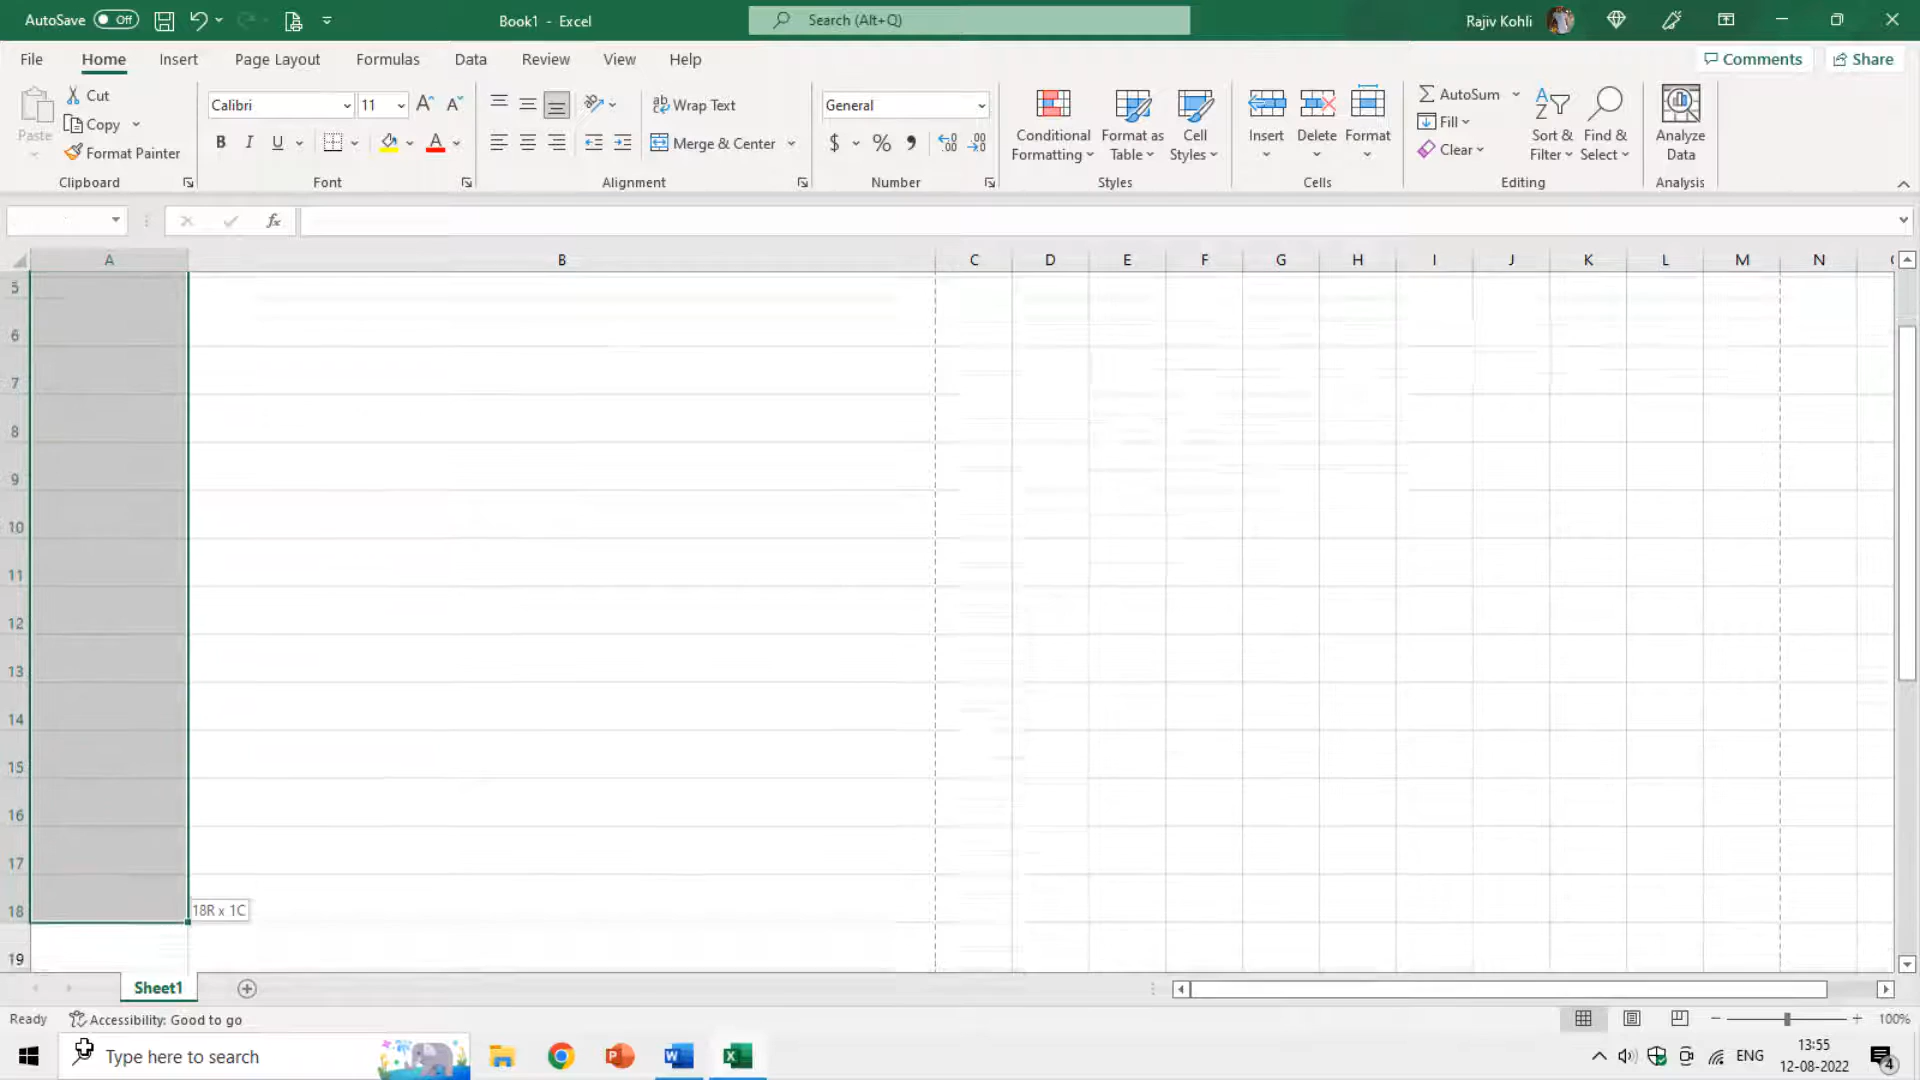 AutoSave Off Book1 - Excel Search (Alt+Q) Rajiv Kohli
File Home Insert Page Layout Formulas Data Review View Help Comments Share
Paste Cut Copy Format Painter Clipboard
Calibri 11 B I U Font
Wrap Text Merge & Center Alignment
General $ % Number
Conditional Formatting Format as Table Cell Styles Styles
Insert Delete Format Cells
AutoSum Fill Clear Sort & Filter Find & Select Editing
Analyze Data Analysis
fx
A B C D E F G H I J K L M N
5
6
7
8
9
10
11
12
13
14
15
16
17
18 18R x 1C
19
Sheet1
Ready Accessibility: Good to go 100%
Type here to search ENG 13:55
12-08-2022 4